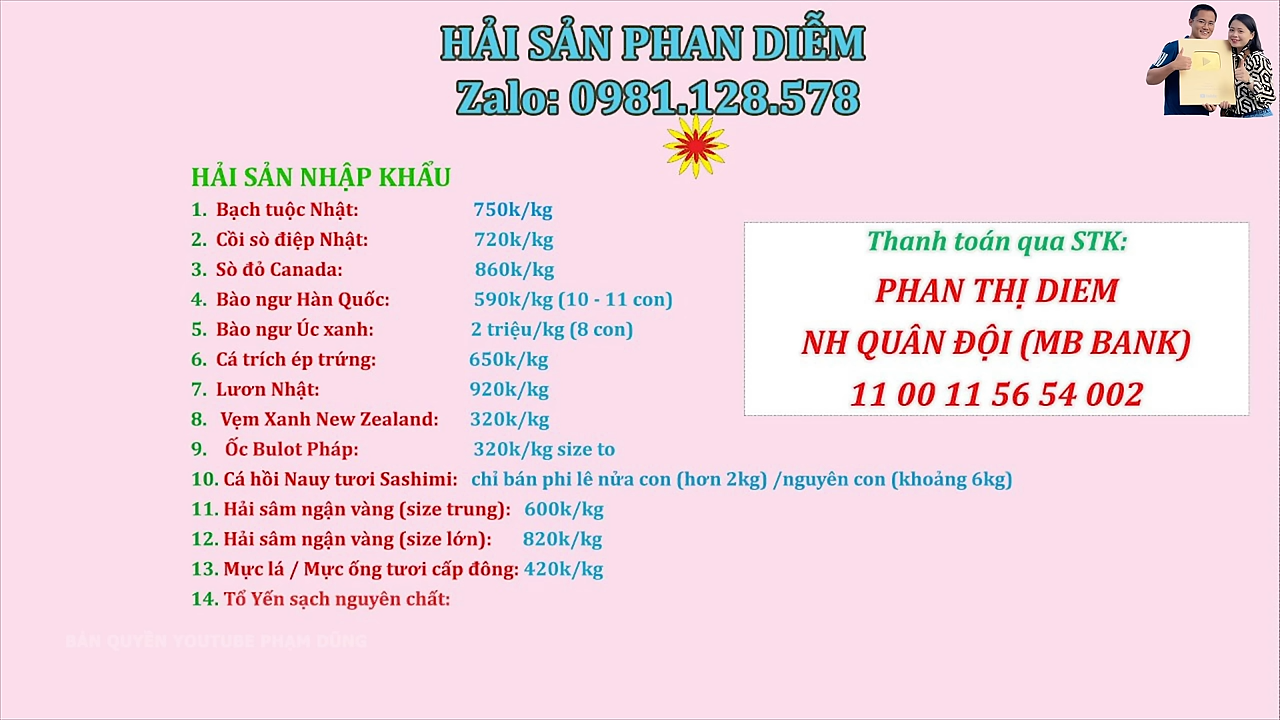 HẢI SẢN PHAN DIỄM
Zalo: 0981.128.578
HẢI SẢN NHẬP KHẨU
1. Bạch tuộc Nhật: 750k/kg
2. Cồi sò điệp Nhật: 720k/kg
3. Sò đỏ Canada: 860k/kg
4. Bào ngư Hàn Quốc: 590k/kg (10 - 11 con)
5. Bào ngư Úc xanh: 2 triệu/kg (8 con)
6. Cá trích ép trứng: 650k/kg
7. Lươn Nhật: 920k/kg
8. Vẹm Xanh New Zealand: 320k/kg
9. Ốc Bulot Pháp: 320k/kg size to
10. Cá hồi Nauy tươi Sashimi: chỉ bán phi lê nửa con (hơn 2kg) /nguyên con (khoảng 6kg)
11. Hải sâm ngận vàng (size trung): 600k/kg
12. Hải sâm ngận vàng (size lớn): 820k/kg
13. Mực lá / Mực ống tươi cấp đông: 420k/kg
14. Tổ Yến sạch nguyên chất:
Thanh toán qua STK:
PHAN THỊ DIEM
NH QUÂN ĐỘI (MB BANK)
11 00 11 56 54 002
BẢN QUYỀN YOUTUBE PHẠM DŨNG